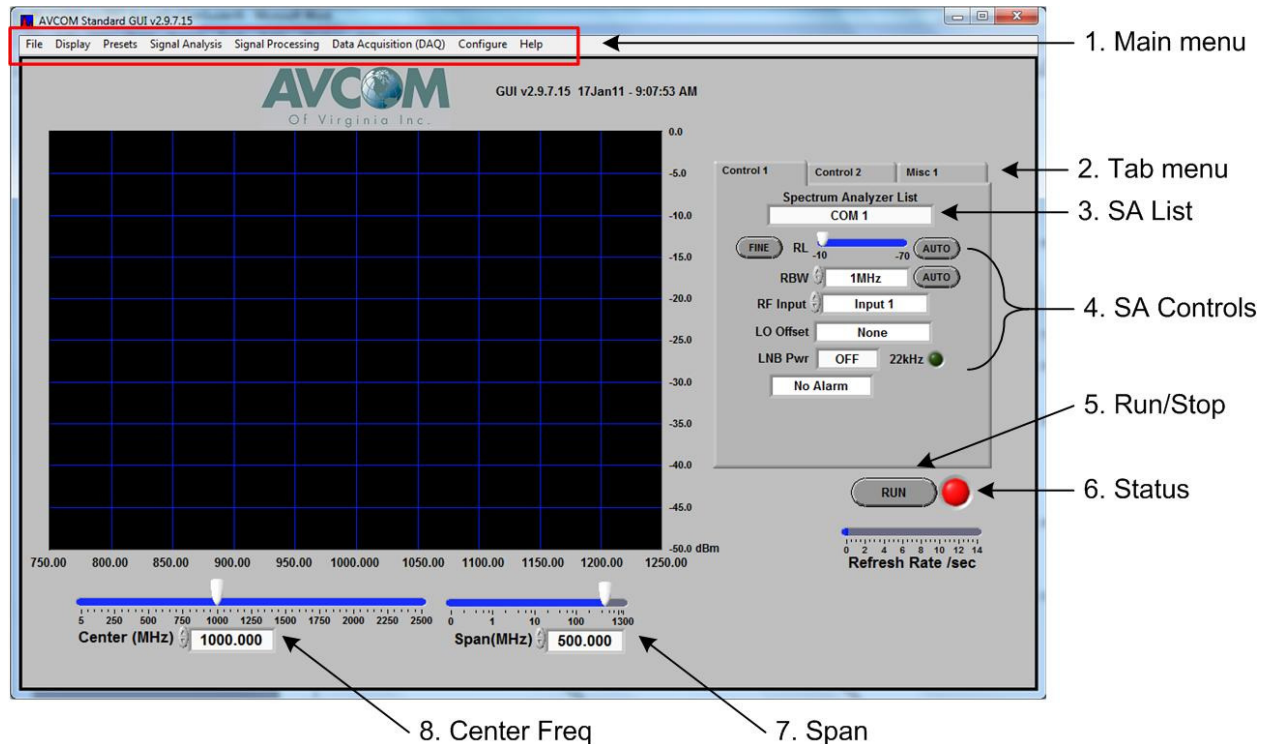 AVCOM Standard GUI v2.9.7.15
File Display Presets Signal Analysis Signal Processing Data Acquisition (DAQ) Configure Help
1. Main menu
AVCOM
Of Virginia Inc.
GUI v2.9.7.15 17Jan11 - 9:07:53 AM
0.0
-5.0
-10.0
-15.0
-20.0
-25.0
-30.0
-35.0
-40.0
-45.0
-50.0 dBm
750.00 800.00 850.00 900.00 950.00 1000.000 1050.00 1100.00 1150.00 1200.00 1250.00
Control 1 Control 2 Misc 1
2. Tab menu
Spectrum Analyzer List
COM 1
3. SA List
FINE RL -10 -70 AUTO
RBW 1MHz AUTO
RF Input Input 1
LO Offset None
LNB Pwr OFF 22kHz
No Alarm
4. SA Controls
5. Run/Stop
RUN
6. Status
0 2 4 6 8 10 12 14
Refresh Rate /sec
5 250 500 750 1000 1250 1500 1750 2000 2250 2500
Center (MHz) 1000.000
0 1 10 100 1300
Span(MHz) 500.000
8. Center Freq
7. Span